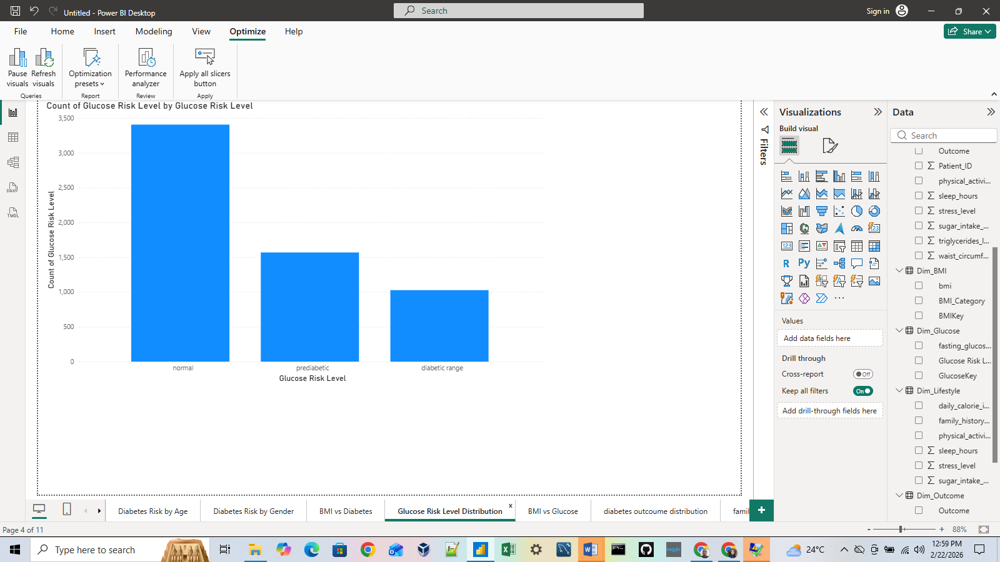 Untitled - Power BI Desktop
Search
Sign in
File
Home
Insert
Modeling
View
Optimize
Help
Share
Pause visuals
Refresh visuals
Optimization presets
Performance analyzer
Apply all slicers button
Queries
Report
Review
Apply
Count of Glucose Risk Level by Glucose Risk Level
Count of Glucose Risk Level
3,500
3,000
2,500
2,000
1,500
1,000
500
0
normal
prediabetic
diabetic range
Glucose Risk Level
Filters
Visualizations
Build visual
123
123
R
Py
Values
Add data fields here
Drill through
Cross-report
Off
Keep all filters
On
Add drill-through fields here
Data
Search
Outcome
Patient_ID
physical_activi...
sleep_hours
stress_level
sugar_intake_...
triglycerides_l...
waist_circumf...
Dim_BMI
bmi
BMI_Category
BMIKey
Dim_Glucose
fasting_glucos...
Glucose Risk L...
GlucoseKey
Dim_Lifestyle
daily_calorie_i...
family_history...
physical_activi...
sleep_hours
stress_level
sugar_intake_...
Dim_Outcome
Outcome
DAX
TMDL
Diabetes Risk by Age
Diabetes Risk by Gender
BMI vs Diabetes
Glucose Risk Level Distribution
x
BMI vs Glucose
diabetes outcoume distribution
famil
+
Page 4 of 11
-
+
88%
Type here to search
kaggle
24°C
12:59 PM
2/22/2026